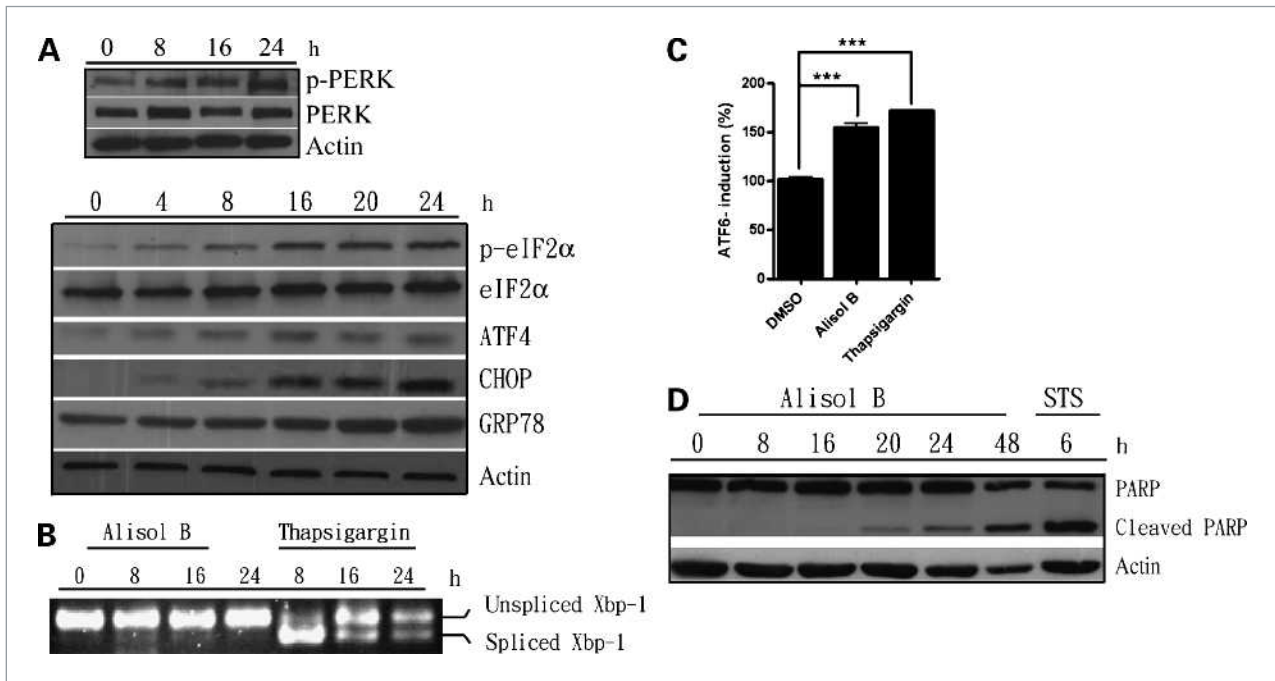 A
0 8 16 24 h
p-PERK
PERK
Actin
0 4 8 16 20 24 h
p-eIF2α
eIF2α
ATF4
CHOP
GRP78
Actin
B
Alisol B Thapsigargin
0 8 16 24 8 16 24 h
Unspliced Xbp-1
Spliced Xbp-1
C
***
***
200
150
100
50
0
ATF6- induction (%)
DMSO
Alisol B
Thapsigargin
D
Alisol B STS
0 8 16 20 24 48 6 h
PARP
Cleaved PARP
Actin